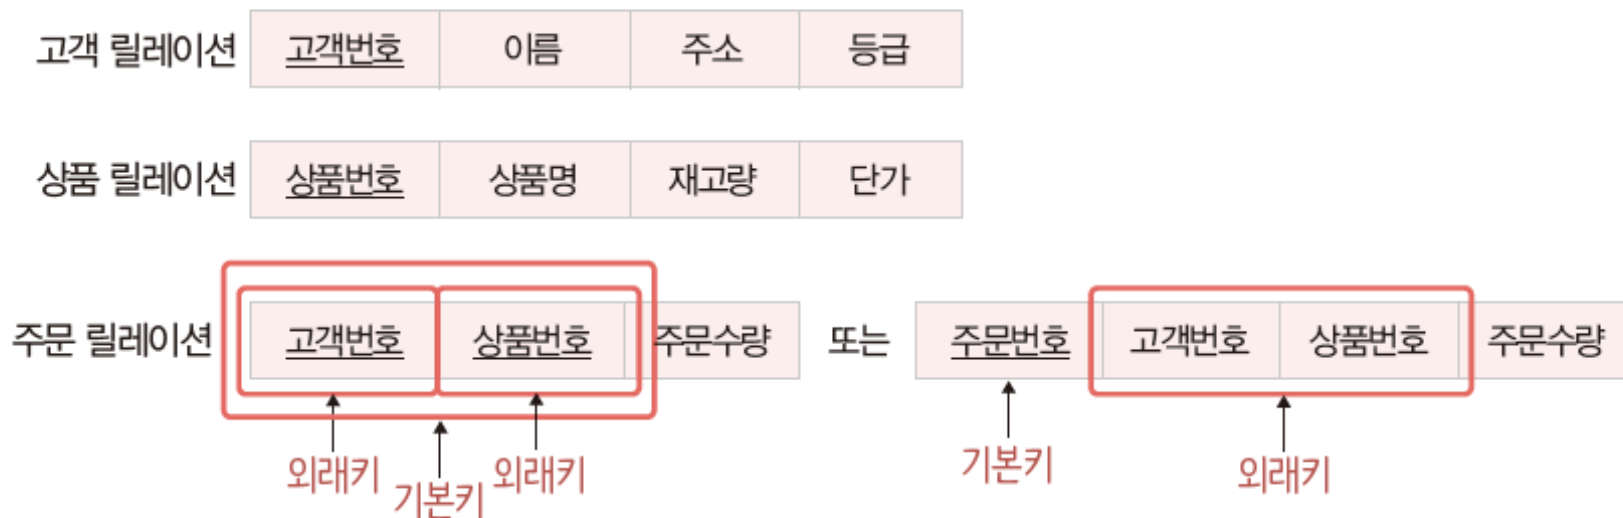 고객 릴레이션 고객번호 이름 주소 등급
상품 릴레이션 상품번호 상품명 재고량 단가
주문 릴레이션 고객번호 상품번호 주문수량 또는 주문번호 고객번호 상품번호 주문수량
외래키 기본키 외래키 기본키 외래키